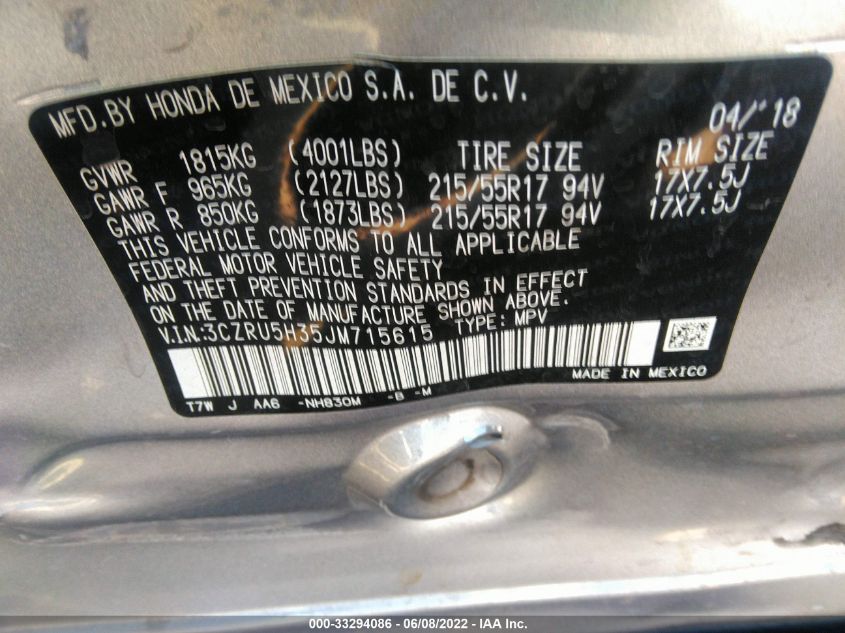 MFD. BY HONDA DE MEXICO S.A. DE C.V. 04/'18
GVWR 1815KG (4001LBS) TIRE SIZE RIM SIZE
GAWR F 965KG (2127LBS) 215/55R17 94V 17X7.5J
GAWR R 850KG (1873LBS) 215/55R17 94V 17X7.5J
THIS VEHICLE CONFORMS TO ALL APPLICABLE
FEDERAL MOTOR VEHICLE SAFETY
AND THEFT PREVENTION STANDARDS IN EFFECT
ON THE DATE OF MANUFACTURE SHOWN ABOVE.
V.I.N:3CZRU5H35JM715615 TYPE: MPV
T7W J AA6 -NH830M -B -M MADE IN MEXICO
000-33294086 - 06/08/2022 - IAA Inc.